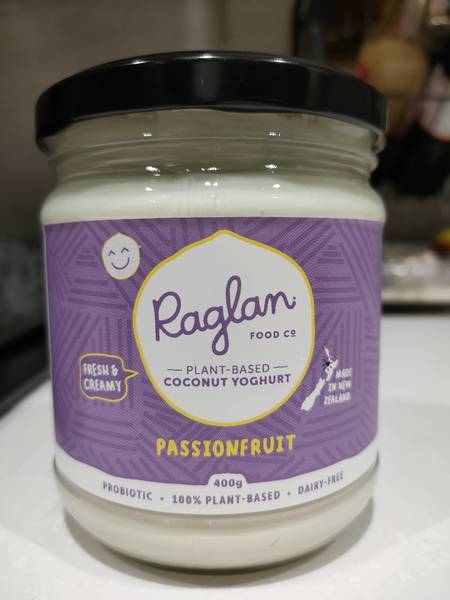 Raglan
FOOD Cº
PLANT-BASED
COCONUT YOGHURT
FRESH &
CREAMY
MADE
IN NEW
ZEALAND
PASSIONFRUIT
400g
PROBIOTIC • 100% PLANT-BASED • DAIRY-FREE